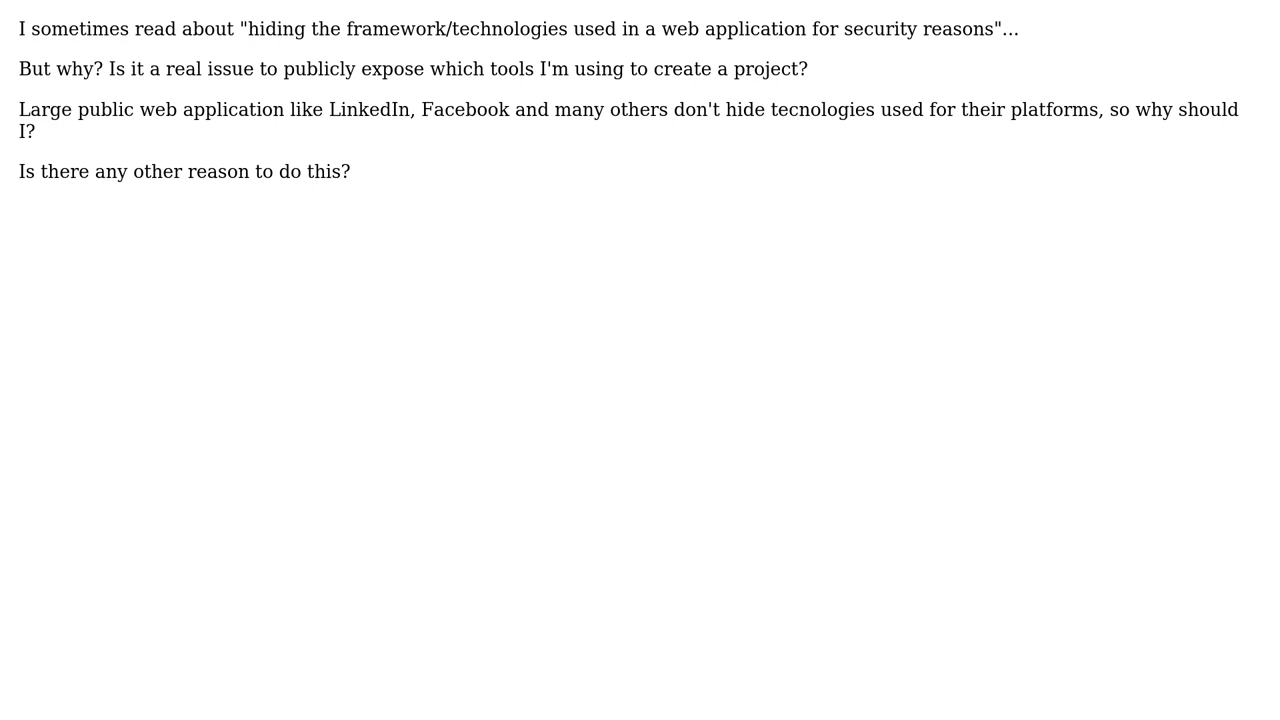 I sometimes read about "hiding the framework/technologies used in a web application for security reasons"...
But why? Is it a real issue to publicly expose which tools I'm using to create a project?
Large public web application like LinkedIn, Facebook and many others don't hide tecnologies used for their platforms, so why should
I?
Is there any other reason to do this?